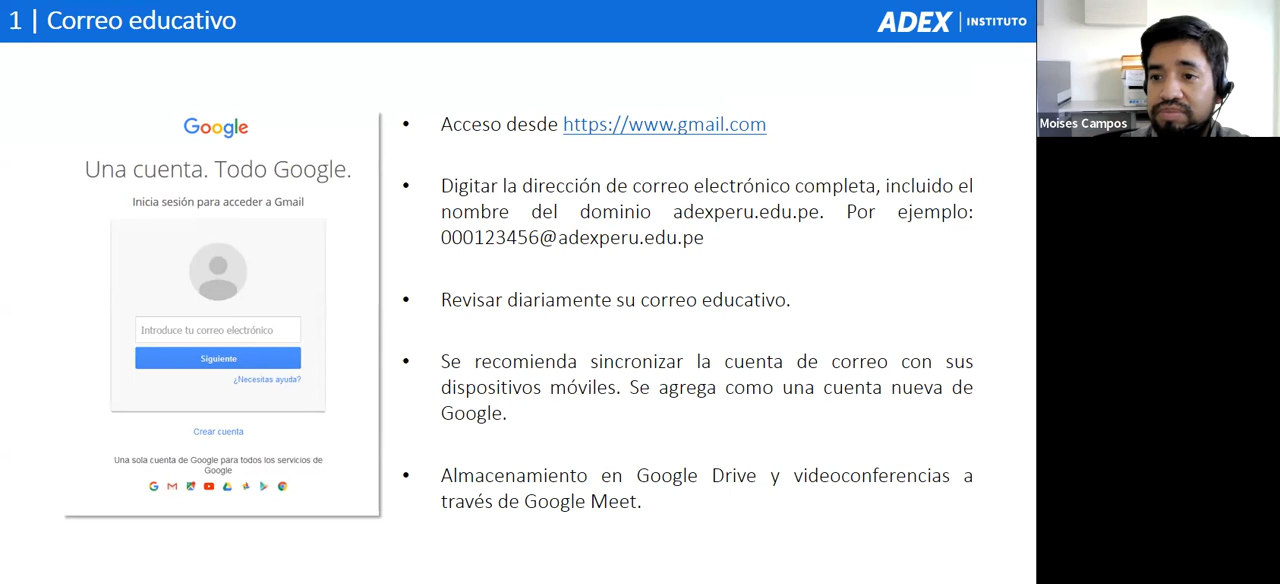 1 | Correo educativo
ADEX | INSTITUTO
Moises Campos
Google
Una cuenta. Todo Google.
Inicia sesión para acceder a Gmail
Introduce tu correo electrónico
Siguiente
¿Necesitas ayuda?
Crear cuenta
Una sola cuenta de Google para todos los servicios de
Google
• Acceso desde https://www.gmail.com
• Digitar la dirección de correo electrónico completa, incluido el
nombre del dominio adexperu.edu.pe. Por ejemplo:
000123456@adexperu.edu.pe
• Revisar diariamente su correo educativo.
• Se recomienda sincronizar la cuenta de correo con sus
dispositivos móviles. Se agrega como una cuenta nueva de
Google.
• Almacenamiento en Google Drive y videoconferencias a
través de Google Meet.